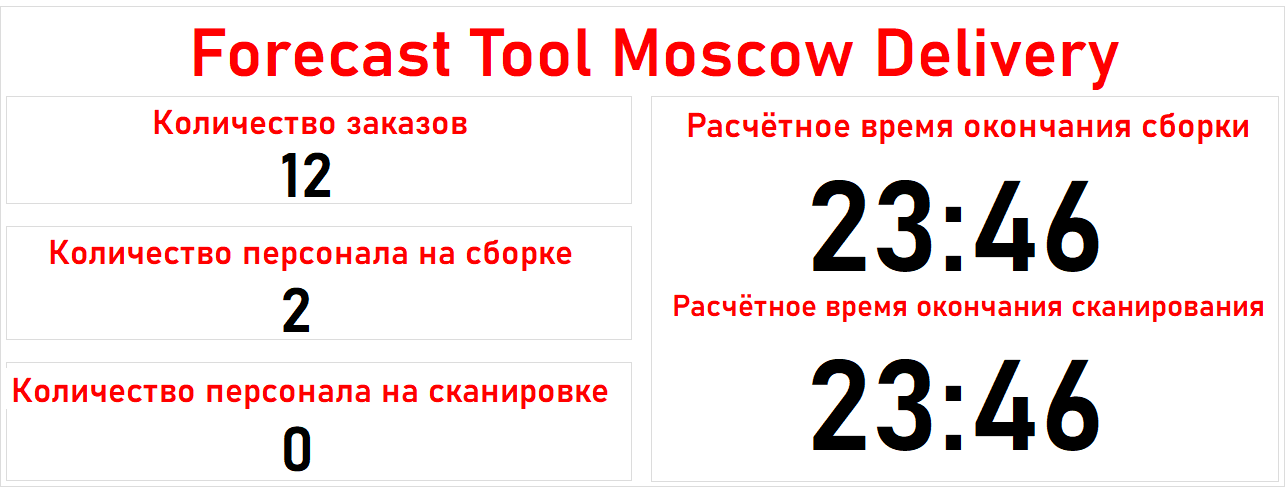 Forecast Tool Moscow Delivery
Количество заказов
12
Количество персонала на сборке
2
Количество персонала на сканировке
0
Расчётное время окончания сборки
23:46
Расчётное время окончания сканирования
23:46